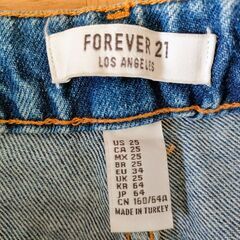 FOREVER 21
LOS ANGELES
US 25
CA 25
MX 25
BR 25
EU 34
UK 25
KR 64
JP 64
CN 160/64A
MADE IN TURKEY